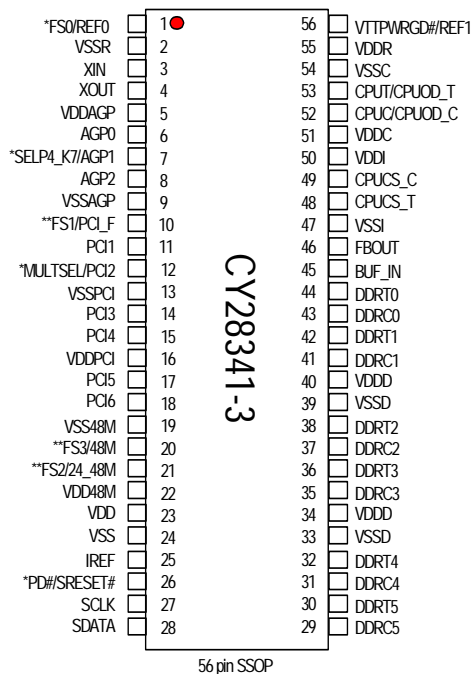 *FS0/REF0 1 56 VTTPWRGD#/REF1
VSSR 2 55 VDDR
XIN 3 54 VSSC
XOUT 4 53 CPUT/CPUOD_T
VDDAGP 5 52 CPUC/CPUOD_C
AGP0 6 51 VDDC
*SELP4_K7/AGP1 7 50 VDDI
AGP2 8 49 CPUCS_C
VSSAGP 9 48 CPUCS_T
**FS1/PCI_F 10 47 VSSI
PCI1 11 46 FBOUT
*MULTSEL/PCI2 12 45 BUF_IN
VSSPCI 13 44 DDRT0
PCI3 14 43 DDRC0
PCI4 15 42 DDRT1
VDDPCI 16 41 DDRC1
PCI5 17 40 VDDD
PCI6 18 39 VSSD
VSS48M 19 38 DDRT2
**FS3/48M 20 37 DDRC2
**FS2/24_48M 21 36 DDRT3
VDD48M 22 35 DDRC3
VDD 23 34 VDDD
VSS 24 33 VSSD
IREF 25 32 DDRT4
*PD#/SRESET# 26 31 DDRC4
SCLK 27 30 DDRT5
SDATA 28 29 DDRC5
CY28341-3
56 pin SSOP